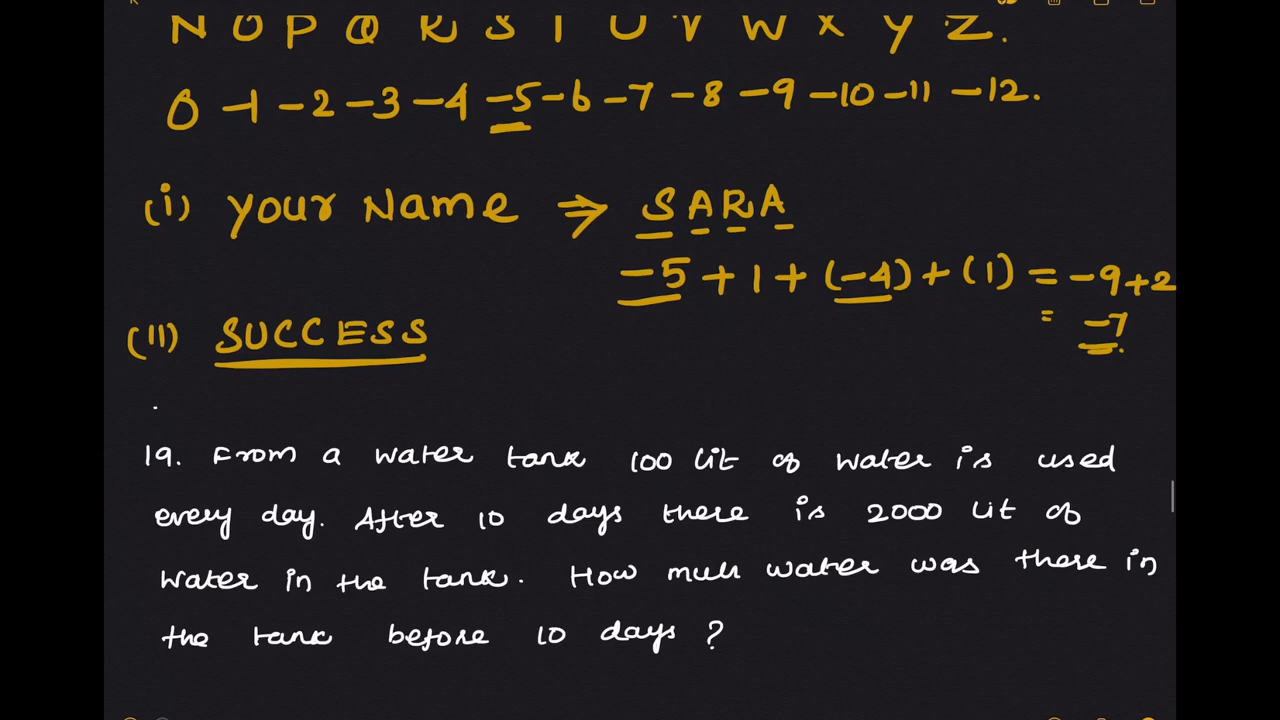 N O P Q R S T U V W X Y Z.
0 -1 -2 -3 -4 -5 -6 -7 -8 -9 -10 -11 -12.
(i) Your Name ⇒ SARA
-5 + 1 + (-4) + (1) = -9+2
= -7.
(II) SUCCESS
19. From a water tank 100 lit of water is used
every day. After 10 days there is 2000 lit of
water in the tank. How much water was there in
the tank before 10 days ?